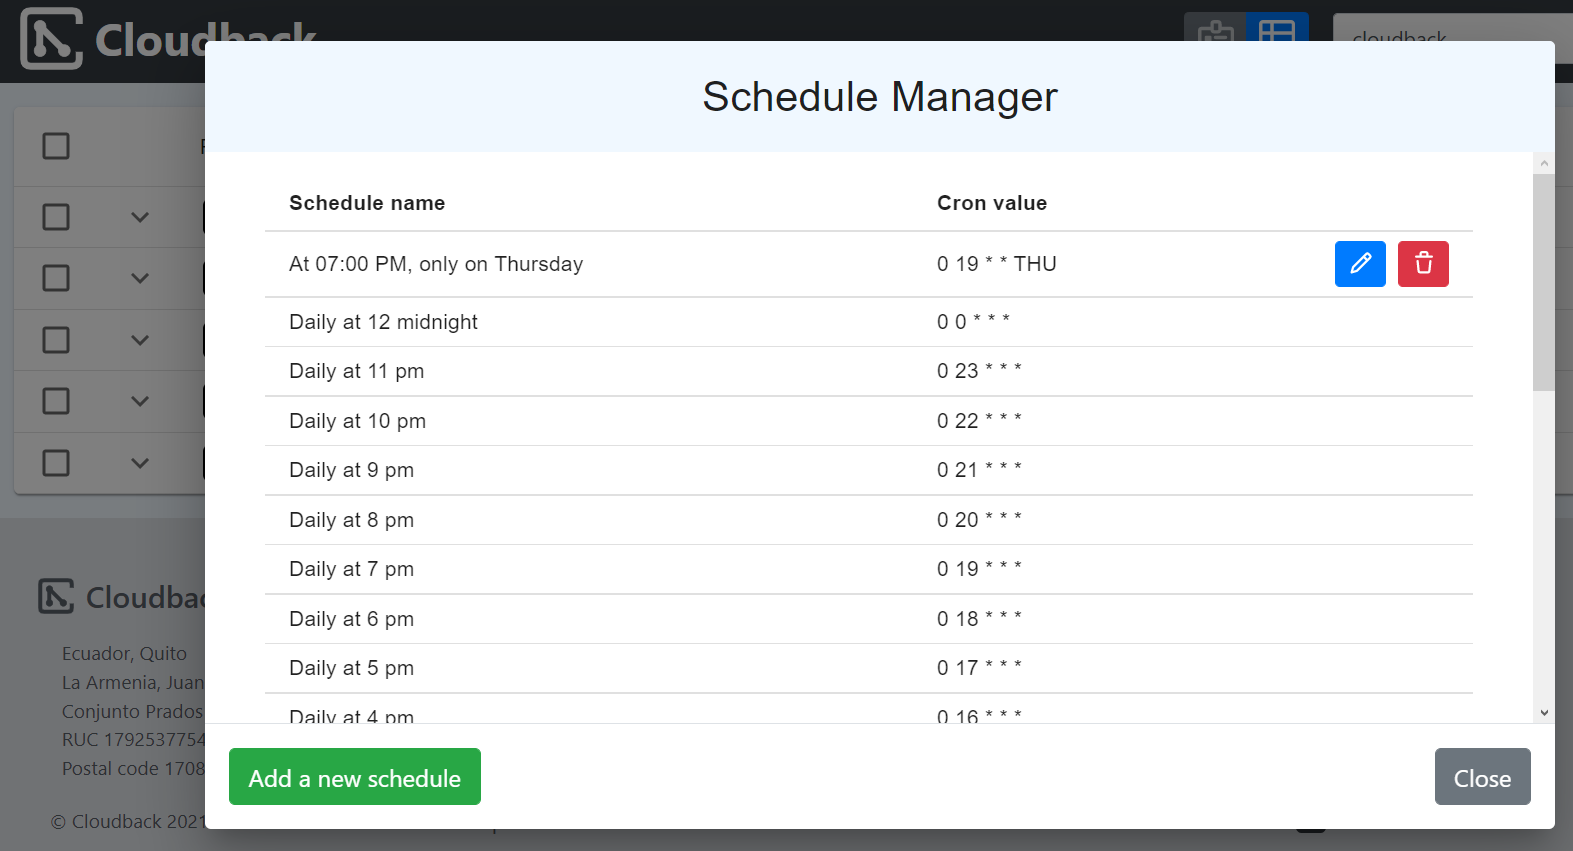 Cloudback
cloudback
Schedule Manager
Schedule name Cron value
At 07:00 PM, only on Thursday 0 19 * * THU
Daily at 12 midnight 0 0 * * *
Daily at 11 pm 0 23 * * *
Daily at 10 pm 0 22 * * *
Daily at 9 pm 0 21 * * *
Daily at 8 pm 0 20 * * *
Daily at 7 pm 0 19 * * *
Daily at 6 pm 0 18 * * *
Daily at 5 pm 0 17 * * *
Daily at 4 pm 0 16 * * *
Add a new schedule Close
Cloudbac
Ecuador, Quito
La Armenia, Juan
Conjunto Prados
RUC 1792537754
Postal code 1708
© Cloudback 2021